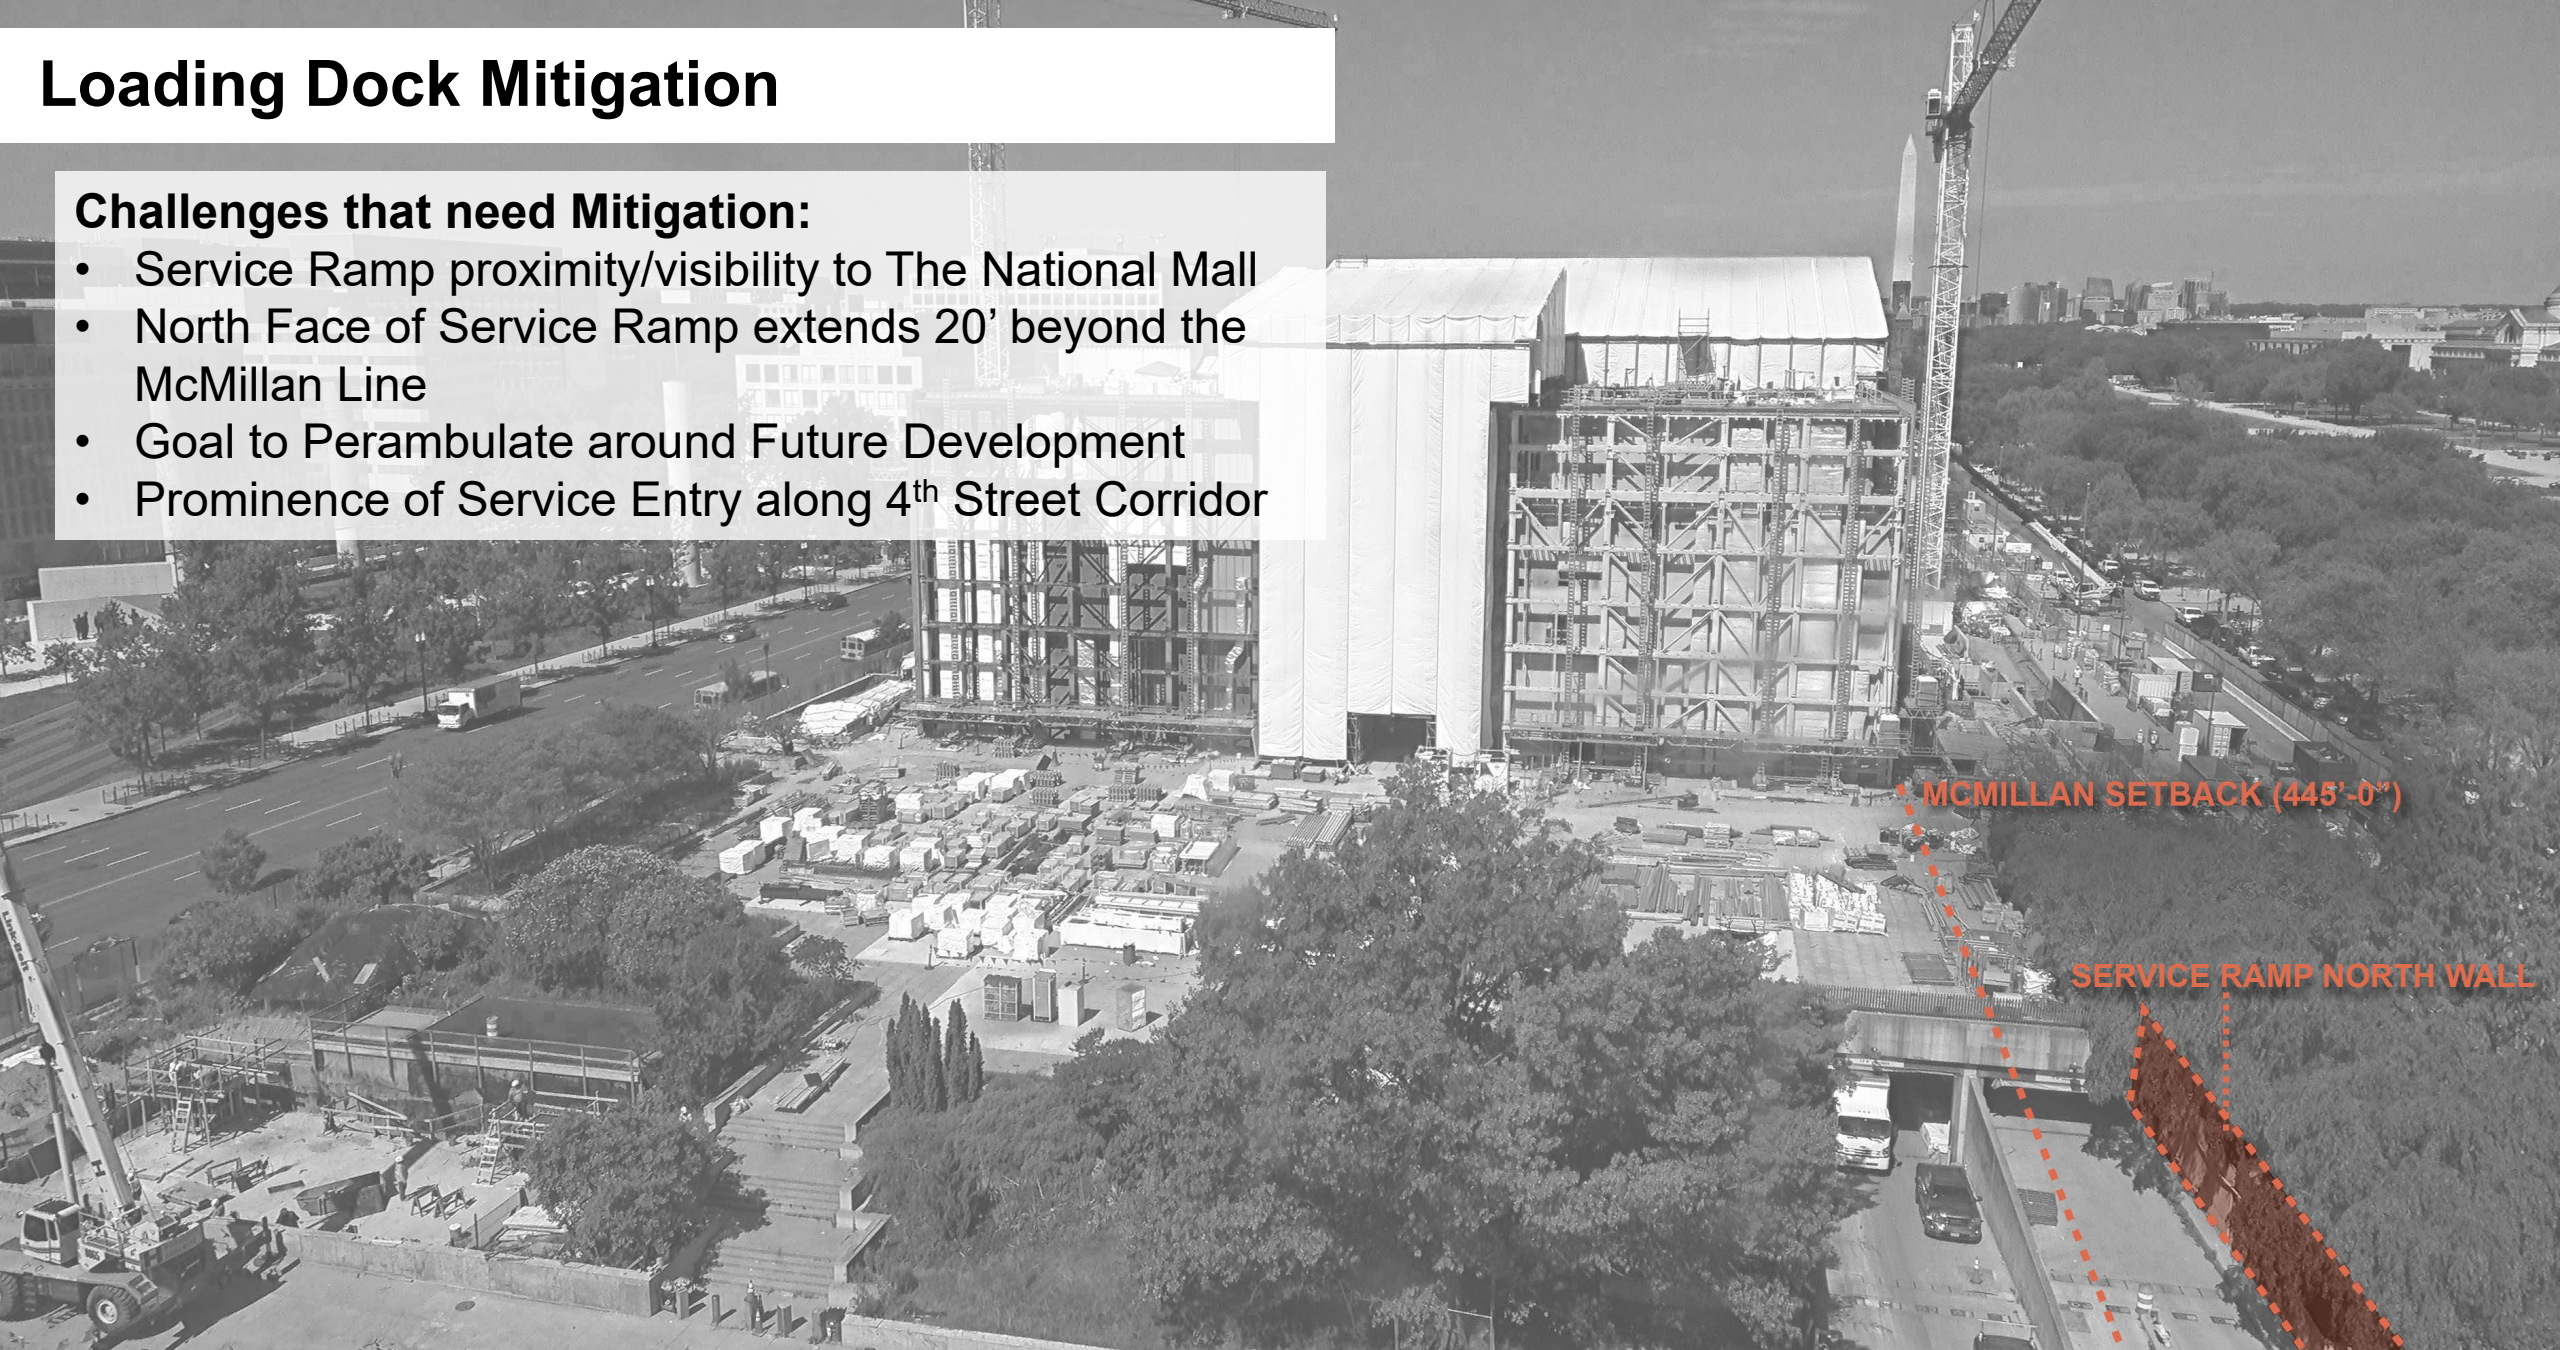 Loading Dock Mitigation
Challenges that need Mitigation:
• Service Ramp proximity/visibility to The National Mall
• North Face of Service Ramp extends 20’ beyond the
McMillan Line
• Goal to Perambulate around Future Development
• Prominence of Service Entry along 4th Street Corridor
MCMILLAN SETBACK (445’-0”)
SERVICE RAMP NORTH WALL
Link-Belt